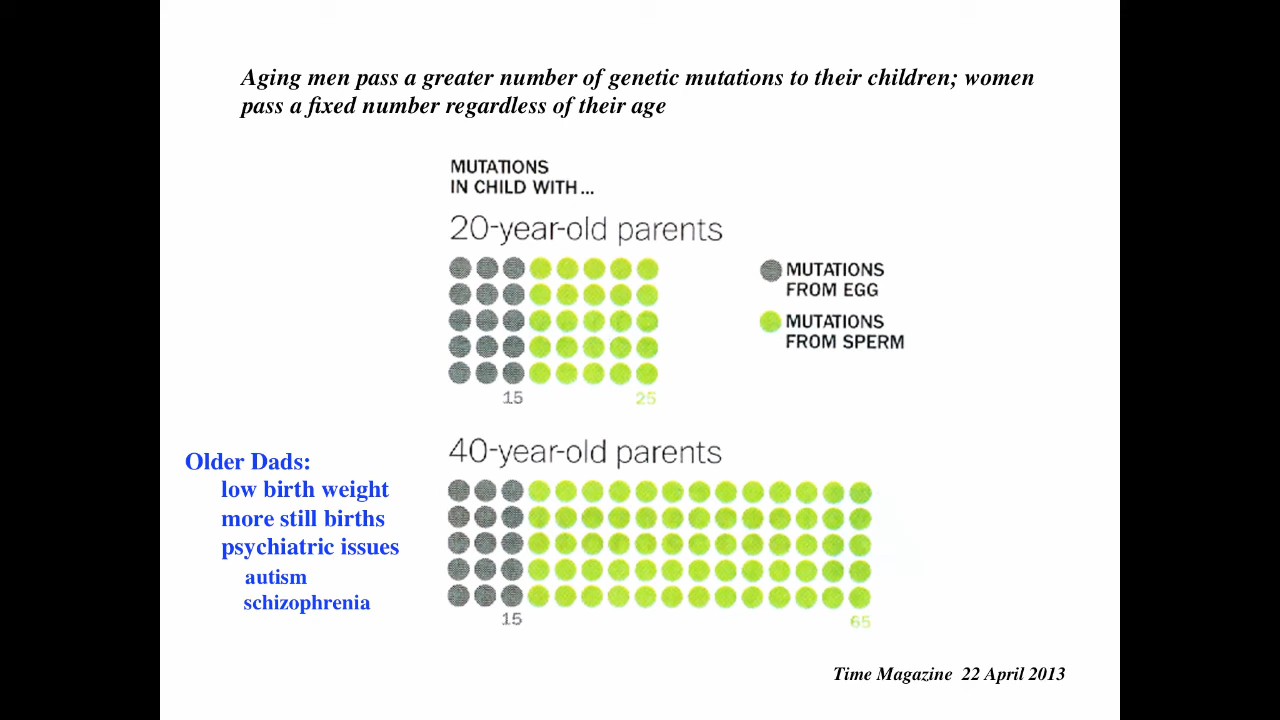 Aging men pass a greater number of genetic mutations to their children; women
pass a fixed number regardless of their age
MUTATIONS
IN CHILD WITH ...
20-year-old parents
MUTATIONS
FROM EGG
MUTATIONS
FROM SPERM
15
25
40-year-old parents
Older Dads:
low birth weight
more still births
psychiatric issues
autism
schizophrenia
15
65
Time Magazine 22 April 2013